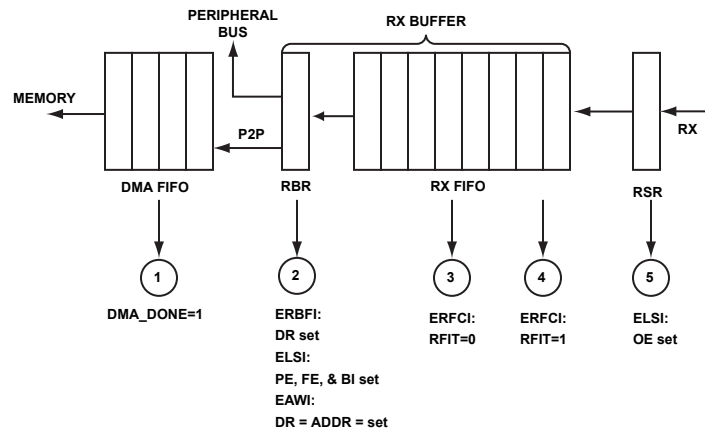 PERIPHERAL
BUS
RX BUFFER
MEMORY
P2P
RX
DMA FIFO
RBR
RX FIFO
RSR
1
2
3
4
5
DMA_DONE=1
ERBFI:
DR set
ELSI:
PE, FE, & BI set
EAWI:
DR = ADDR = set
ERFCI:
RFIT=0
ERFCI:
RFIT=1
ELSI:
OE set